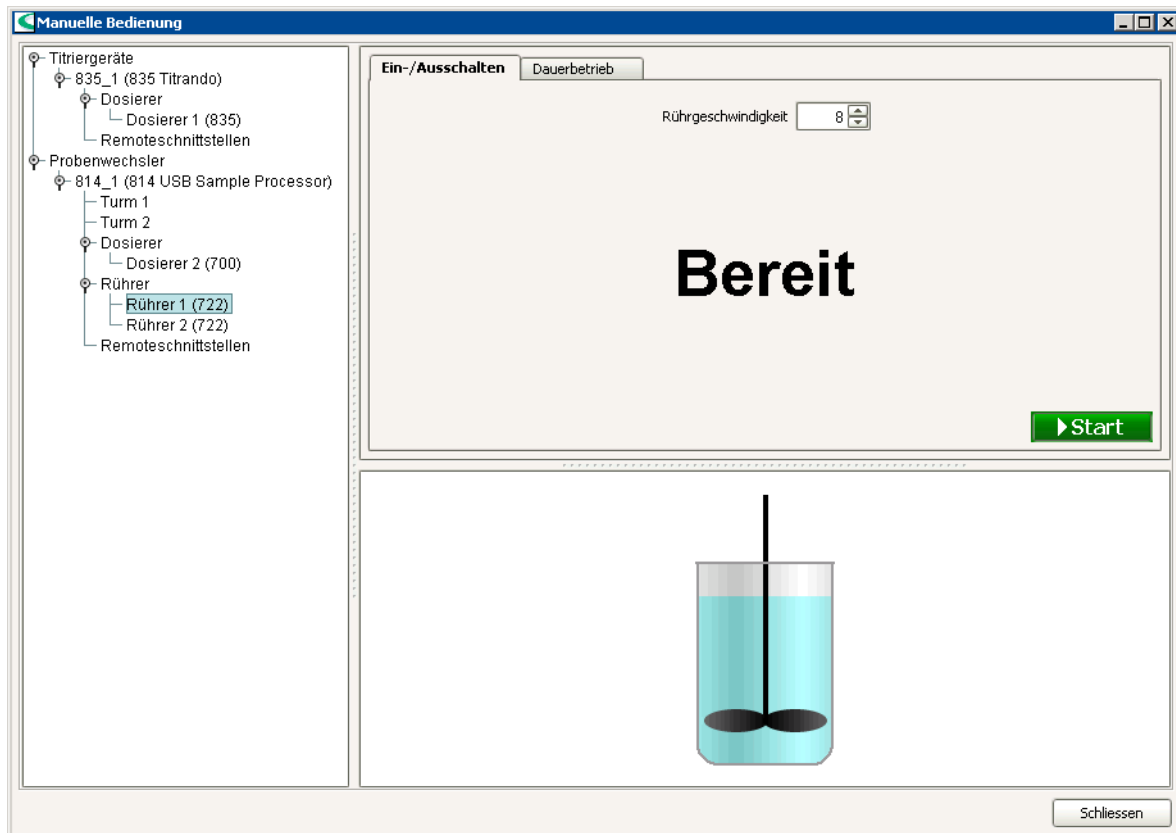 Manuelle Bedienung
Titriergeräte
835_1 (835 Titrando)
Dosierer
Dosierer 1 (835)
Remoteschnittstellen
Probenwechsler
814_1 (814 USB Sample Processor)
Turm 1
Turm 2
Dosierer
Dosierer 2 (700)
Rührer
Rührer 1 (722)
Rührer 2 (722)
Remoteschnittstellen
Ein-/Ausschalten Dauerbetrieb
Rührgeschwindigkeit 8
Bereit
Start
Schliessen